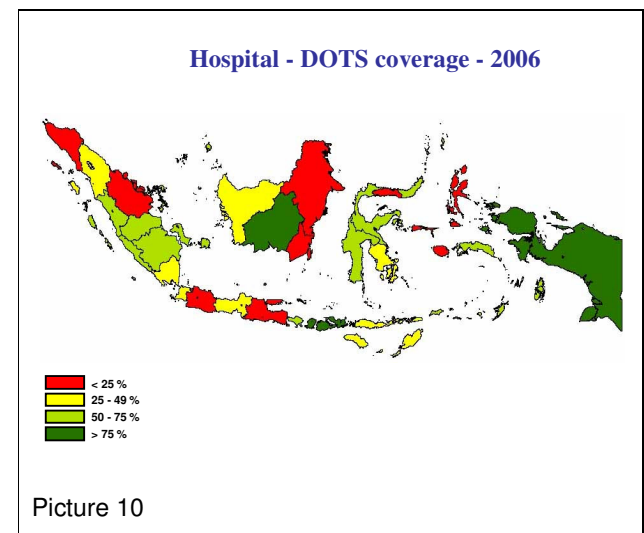 Hospital - DOTS coverage - 2006
< 25 %
25 - 49 %
50 - 75 %
> 75 %
Picture 10